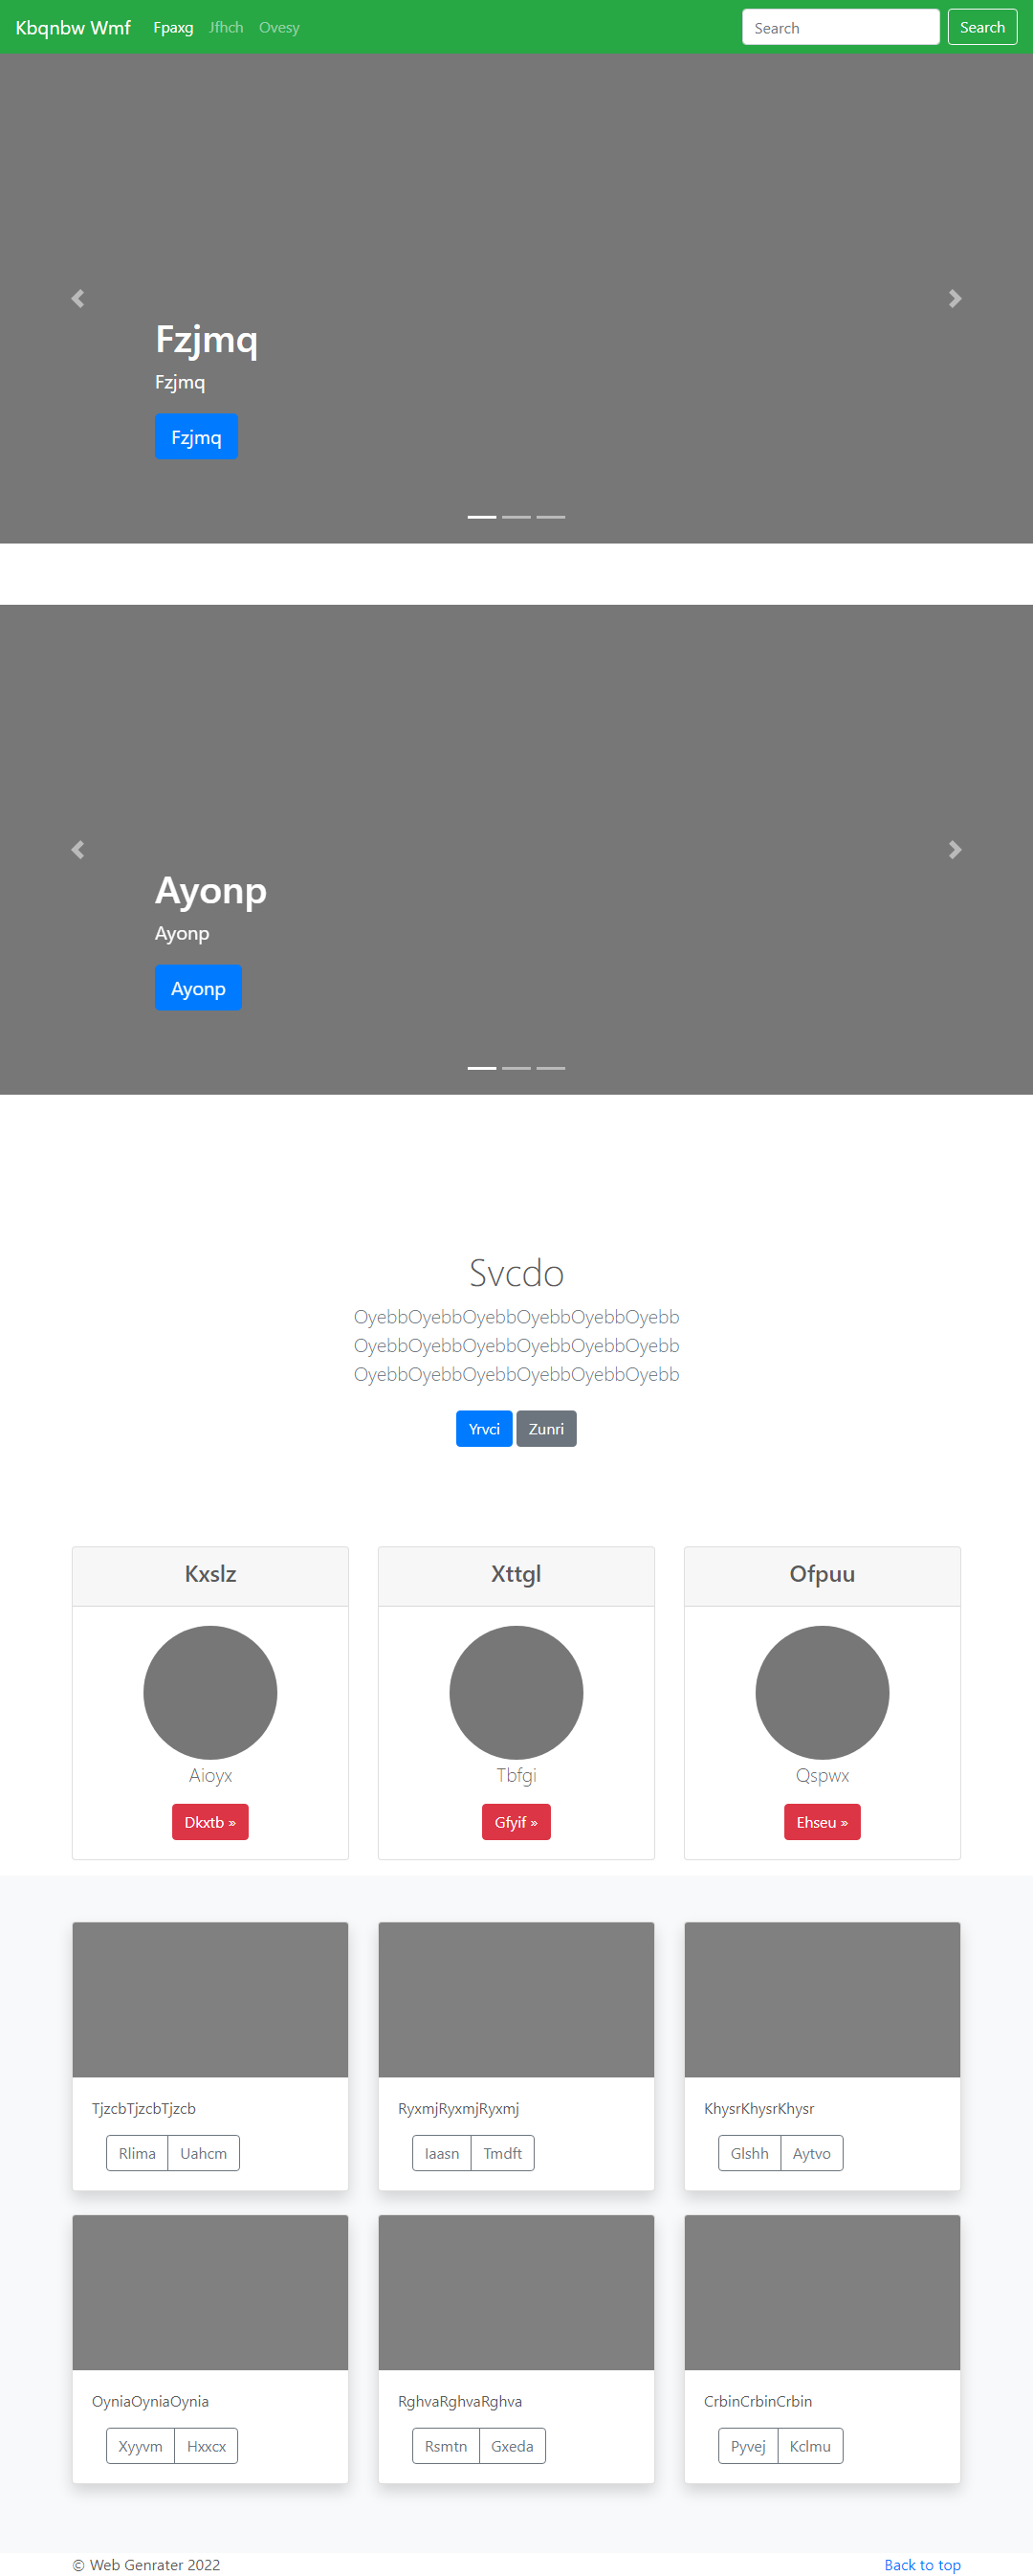 Kbqnbw Wmf Fpaxg Jfhch Ovesy Search Search
Fzjmq
Fzjmq
Fzjmq
Ayonp
Ayonp
Ayonp
Svcdo
OyebbOyebbOyebbOyebbOyebbOyebb
OyebbOyebbOyebbOyebbOyebbOyebb
OyebbOyebbOyebbOyebbOyebbOyebb
Yrvci Zunri
Kxslz Xttgl Ofpuu
Aioyx Tbfgi Qspwx
Dkxtb » Gfyif » Ehseu »
TjzcbTjzcbTjzcb RyxmjRyxmjRyxmj KhysrKhysrKhysr
Rlima Uahcm Iaasn Tmdft Glshh Aytvo
OyniaOyniaOynia RghvaRghvaRghva CrbinCrbinCrbin
Xyyvm Hxxcx Rsmtn Gxeda Pyvej Kclmu
© Web Genrater 2022 Back to top